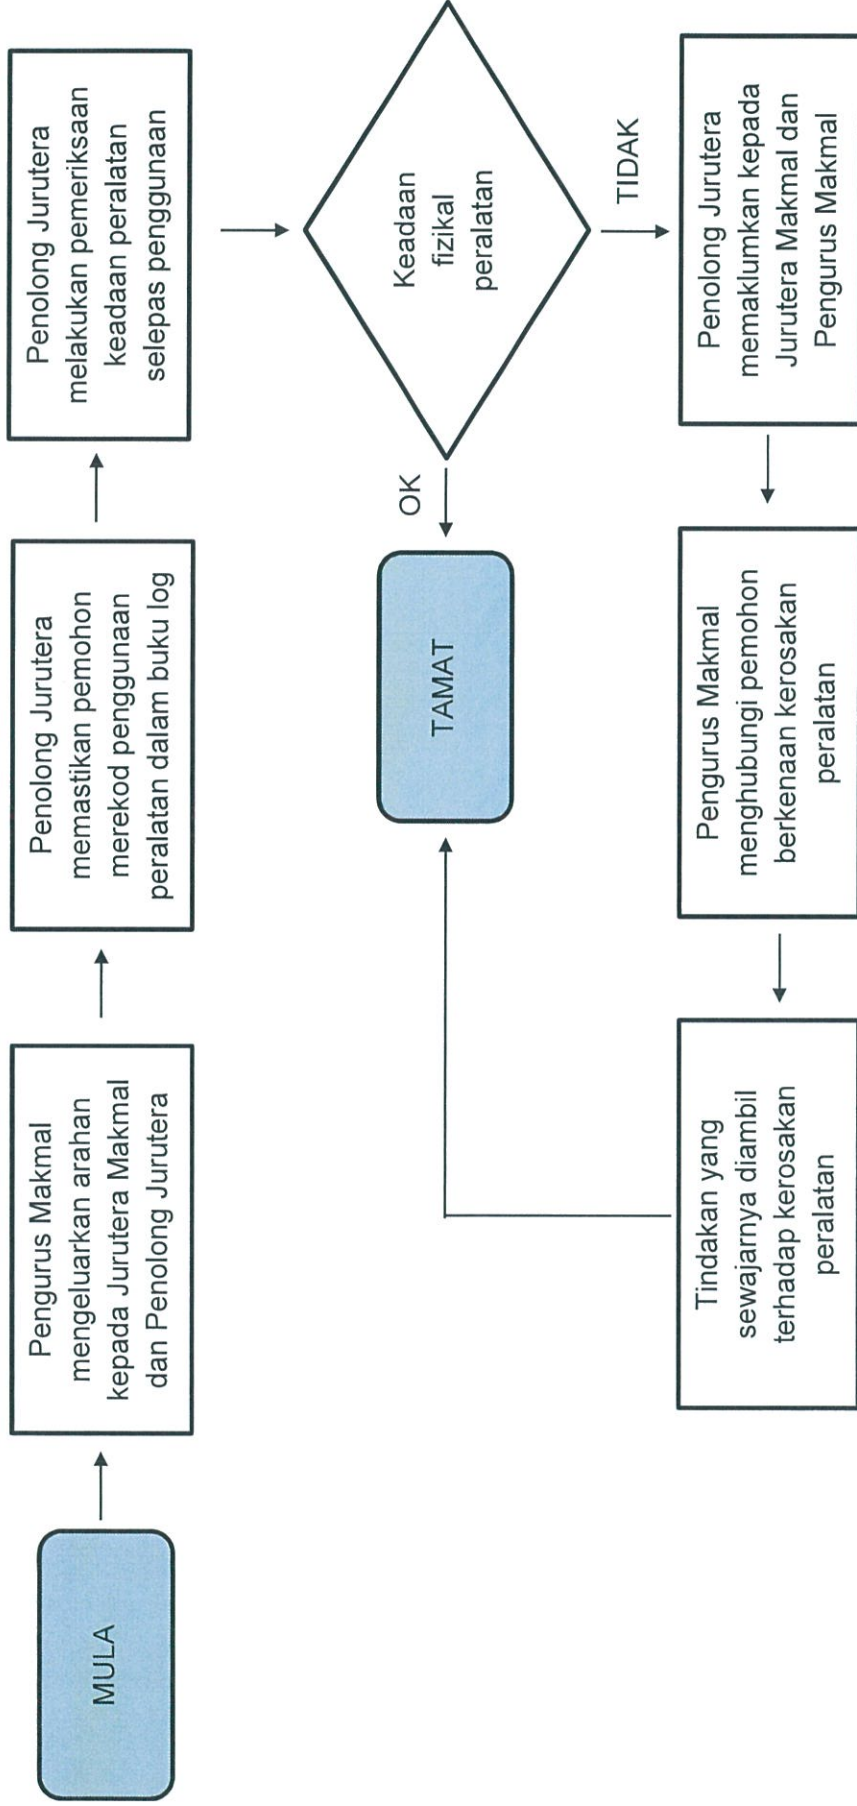 MULA
Pengurus Makmal
mengeluarkan arahan
kepada Jurutera Makmal
dan Penolong Jurutera
Penolong Jurutera
memastikan pemohon
merekod penggunaan
peralatan dalam buku log
Penolong Jurutera
melakukan pemeriksaan
keadaan peralatan
selepas penggunaan
Keadaan
fizikal
peralatan
OK
TAMAT
TIDAK
Penolong Jurutera
memaklumkan kepada
Jurutera Makmal dan
Pengurus Makmal
Pengurus Makmal
menghubungi pemohon
berkenaan kerosakan
peralatan
Tindakan yang
sewajarnya diambil
terhadap kerosakan
peralatan